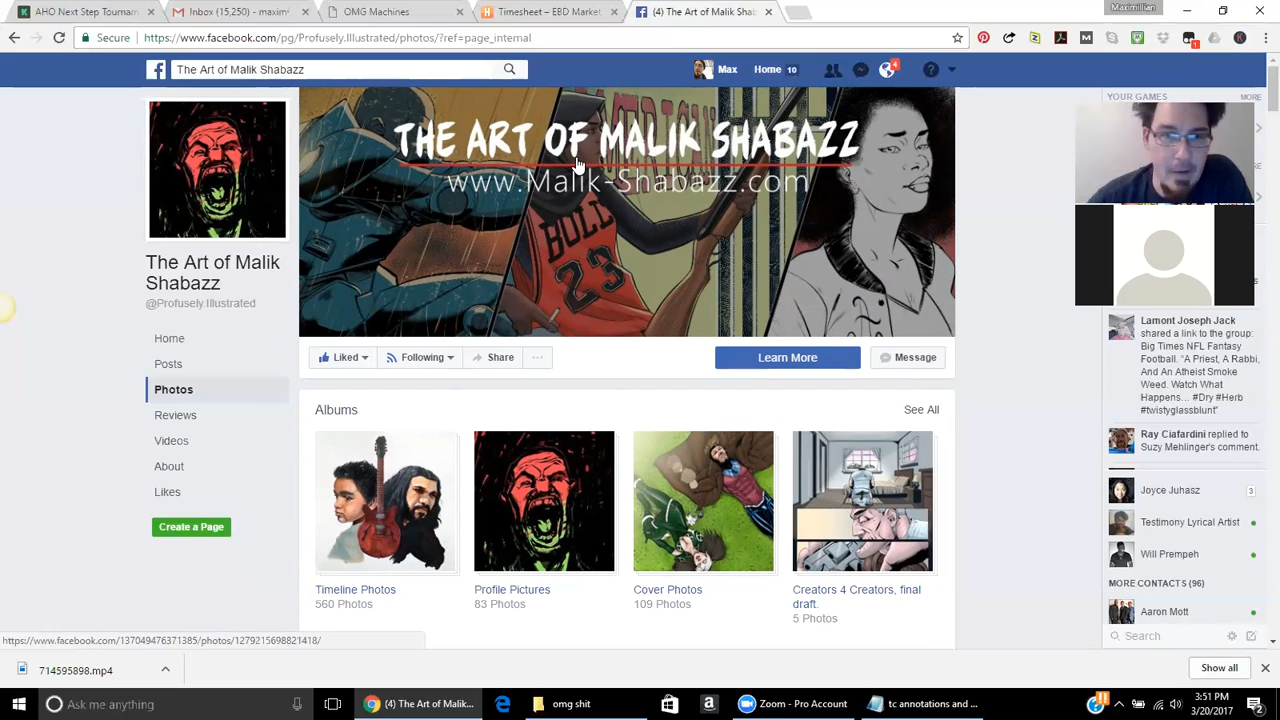 AHO Next Step Tournam
Inbox (15,250) - maxim
OMG Machines
Timesheet – EBD Market
(4) The Art of Malik Shab
Maximillian
Secure
https://www.facebook.com/pg/Profusely.Illustrated/photos/?ref=page_internal
The Art of Malik Shabazz
Max
Home 10
4
YOUR GAMES
MORE
THE ART OF MALIK SHABAZZ
www.Malik-Shabazz.com
BULLS
23
The Art of Malik
Shabazz
@Profusely.Illustrated
Home
Posts
Photos
Reviews
Videos
About
Likes
Create a Page
Liked
Following
Share
Learn More
Message
Albums
See All
Timeline Photos
560 Photos
Profile Pictures
83 Photos
Cover Photos
109 Photos
Creators 4 Creators, final
draft.
5 Photos
Lamont Joseph Jack
shared a link to the group:
Big Times NFL Fantasy
Football. “A Priest, A Rabbi,
And An Atheist Smoke
Weed. Watch What
Happens... #Dry #Herb
#twistyglassblunt”
Ray Ciafardini replied to
Suzy Mehlinger's comment.
Joyce Juhasz
3
Testimony Lyrical Artist
Will Prempeh
MORE CONTACTS (96)
Aaron Mott
Search
https://www.facebook.com/137049476371385/photos/1279215698821418/
714595898.mp4
Show all
Ask me anything
(4) The Art of Malik...
omg shit
Zoom - Pro Account
tc annotations and ...
3:51 PM
3/20/2017